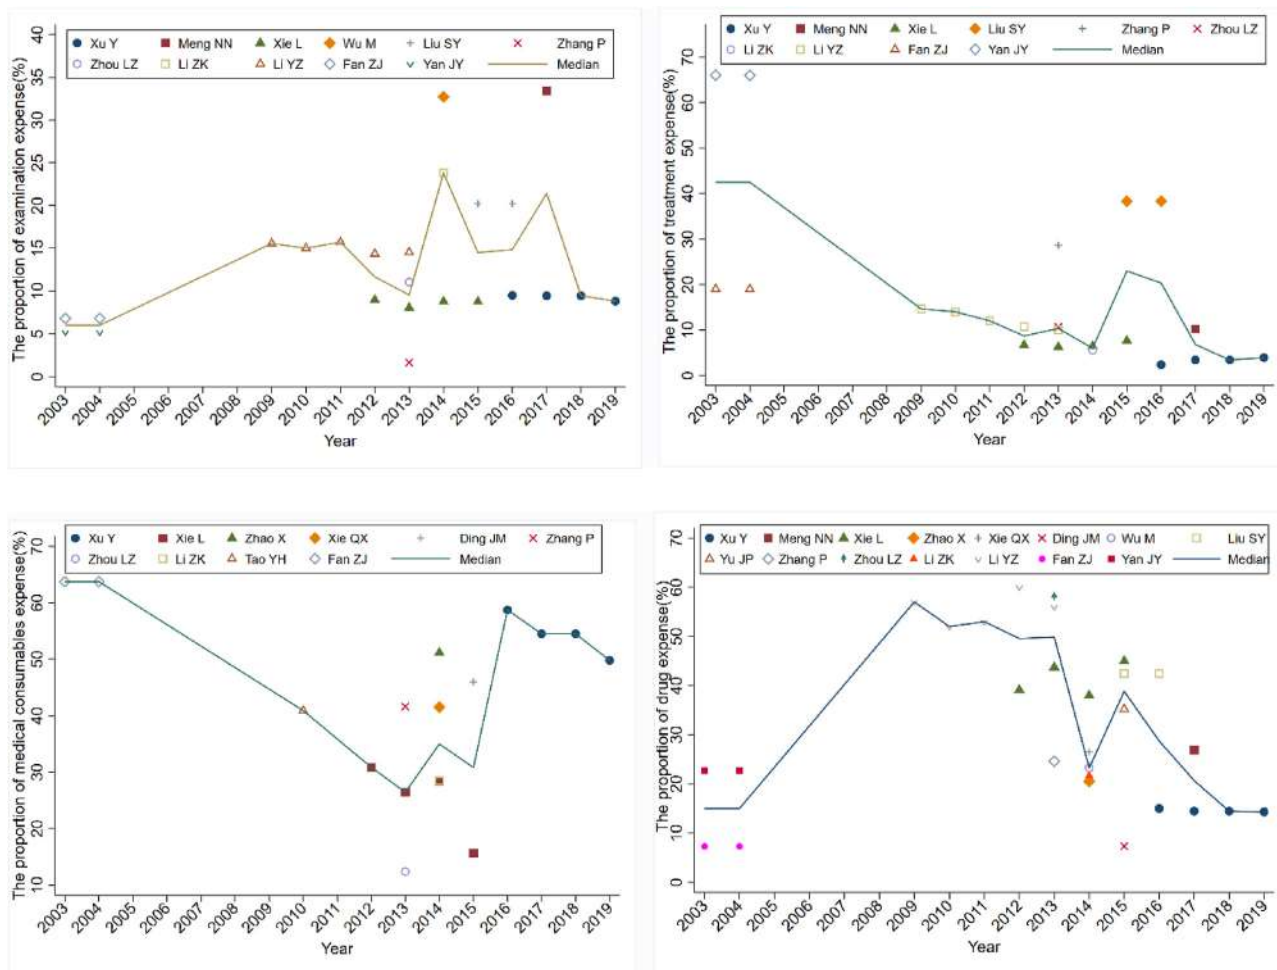 The proportion of examination expense(%)
40
35
30
25
20
15
10
5
0
Xu Y Meng NN Xie L Wu M Liu SY Zhang P
Zhou LZ Li ZK Li YZ Fan ZJ Yan JY Median
2003 2004 2005 2006 2007 2008 2009 2010 2011 2012 2013 2014 2015 2016 2017 2018 2019
Year
The proportion of treatment expense(%)
70
60
50
40
30
20
10
0
Xu Y Meng NN Xie L Liu SY Zhang P Zhou LZ
Li ZK Li YZ Fan ZJ Yan JY Median
2003 2004 2005 2006 2007 2008 2009 2010 2011 2012 2013 2014 2015 2016 2017 2018 2019
Year
The proportion of medical consumables expense(%)
70
60
50
40
30
20
10
Xu Y Xie L Zhao X Xie QX Ding JM Zhang P
Zhou LZ Li ZK Tao YH Fan ZJ Median
2003 2004 2005 2006 2007 2008 2009 2010 2011 2012 2013 2014 2015 2016 2017 2018 2019
Year
The proportion of drug expense(%)
70
60
50
40
30
20
10
0
Xu Y Meng NN Xie L Zhao X Xie QX Ding JM Wu M Liu SY
Yu JP Zhang P Zhou LZ Li ZK Li YZ Fan ZJ Yan JY Median
2003 2004 2005 2006 2007 2008 2009 2010 2011 2012 2013 2014 2015 2016 2017 2018 2019
Year